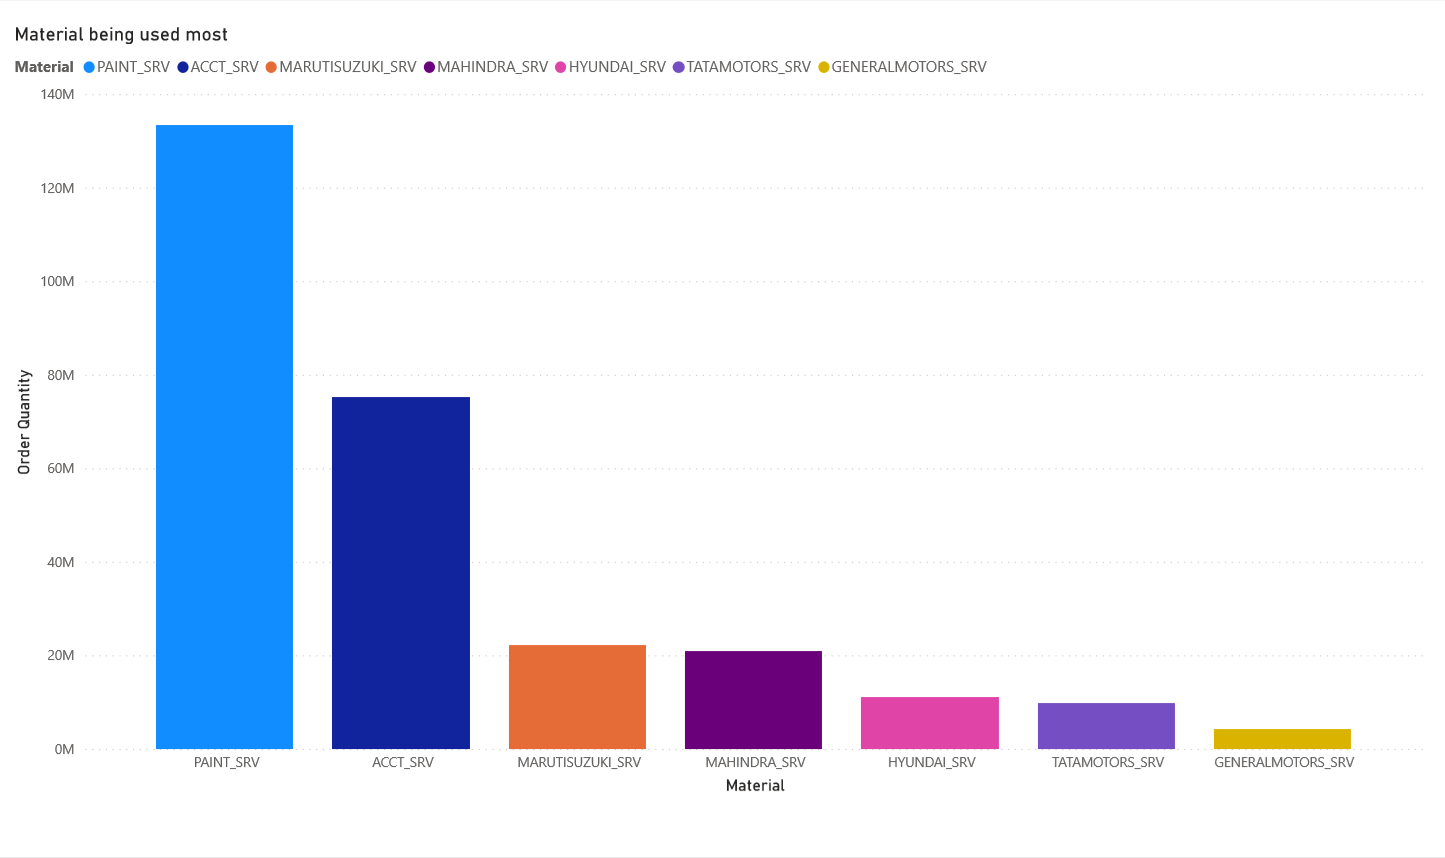 Material being used most
Material PAINT_SRV ACCT_SRV MARUTISUZUKI_SRV MAHINDRA_SRV HYUNDAI_SRV TATAMOTORS_SRV GENERALMOTORS_SRV
140M
120M
100M
80M
60M
40M
20M
0M
Order Quantity
PAINT_SRV ACCT_SRV MARUTISUZUKI_SRV MAHINDRA_SRV HYUNDAI_SRV TATAMOTORS_SRV GENERALMOTORS_SRV
Material